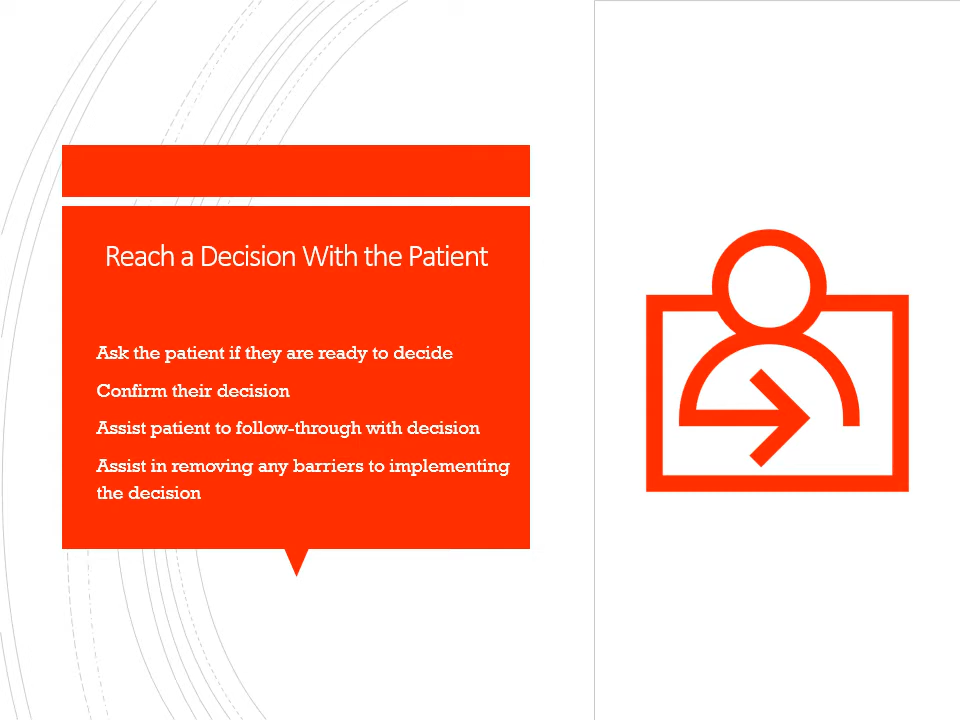 Reach a Decision With the Patient
Ask the patient if they are ready to decide
Confirm their decision
Assist patient to follow-through with decision
Assist in removing any barriers to implementing
the decision